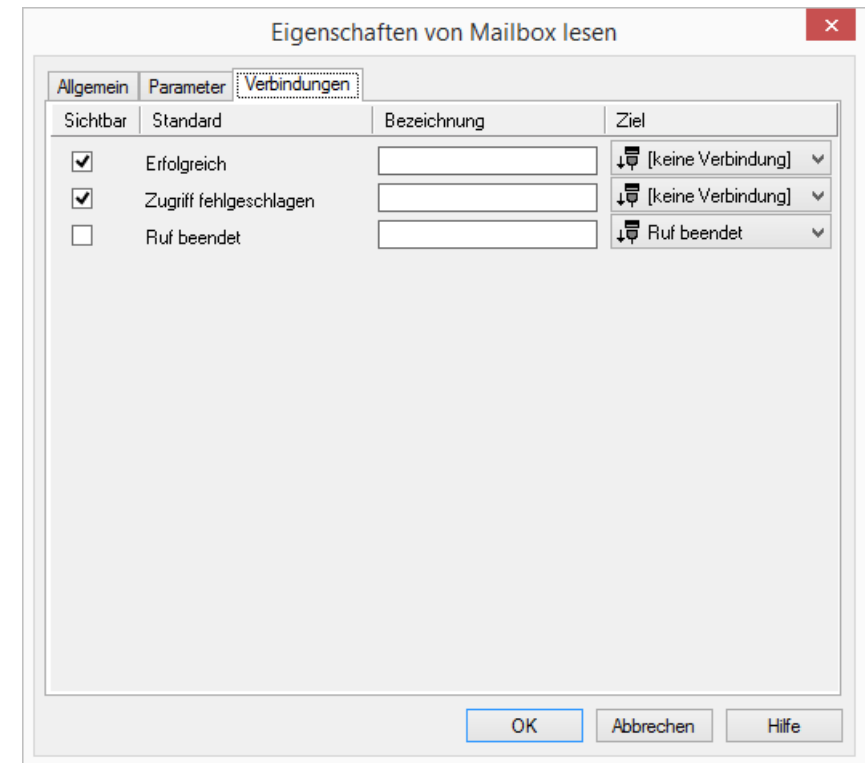 Eigenschaften von Mailbox lesen
Allgemein Parameter Verbindungen
Sichtbar Standard Bezeichnung Ziel
Erfolgreich [keine Verbindung]
Zugriff fehlgeschlagen [keine Verbindung]
Ruf beendet Ruf beendet
OK Abbrechen Hilfe